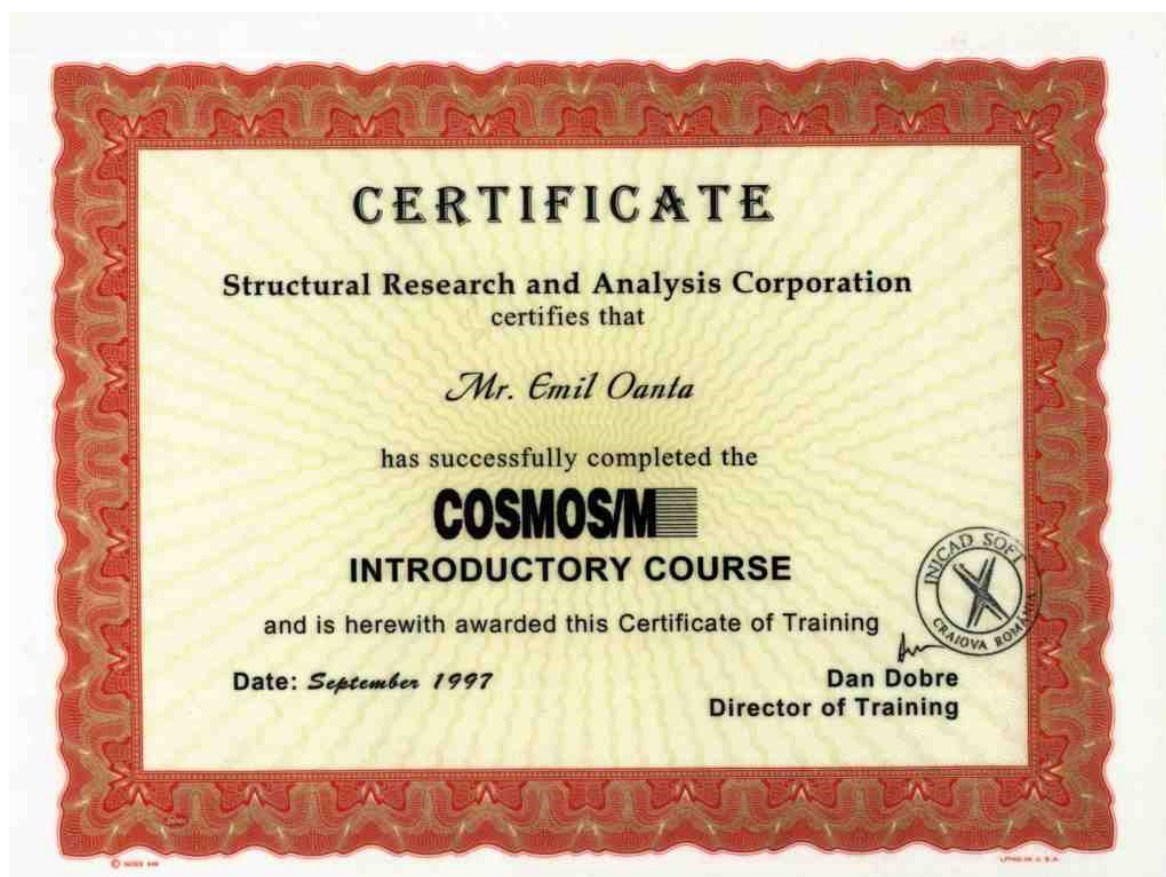 CERTIFICATE
Structural Research and Analysis Corporation
certifies that
Mr. Emil Oanta
has successfully completed the
COSMOS/M
INTRODUCTORY COURSE
and is herewith awarded this Certificate of Training
INICAD SOFT
CRAIOVA ROMANIA
Date: September 1997
Dan Dobre
Director of Training